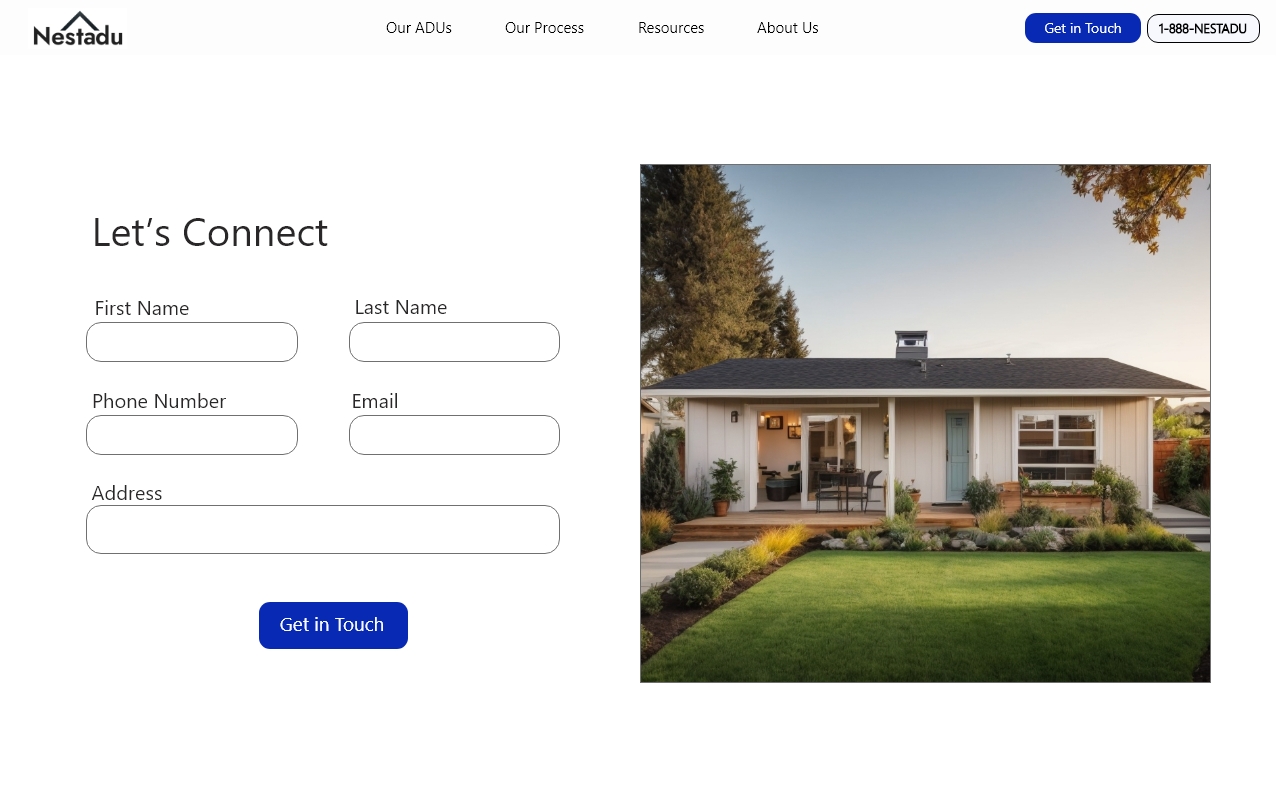 Nestadu
Our ADUs
Our Process
Resources
About Us
Get in Touch
1-888-NESTADU
Let’s Connect
First Name
Last Name
Phone Number
Email
Address
Get in Touch